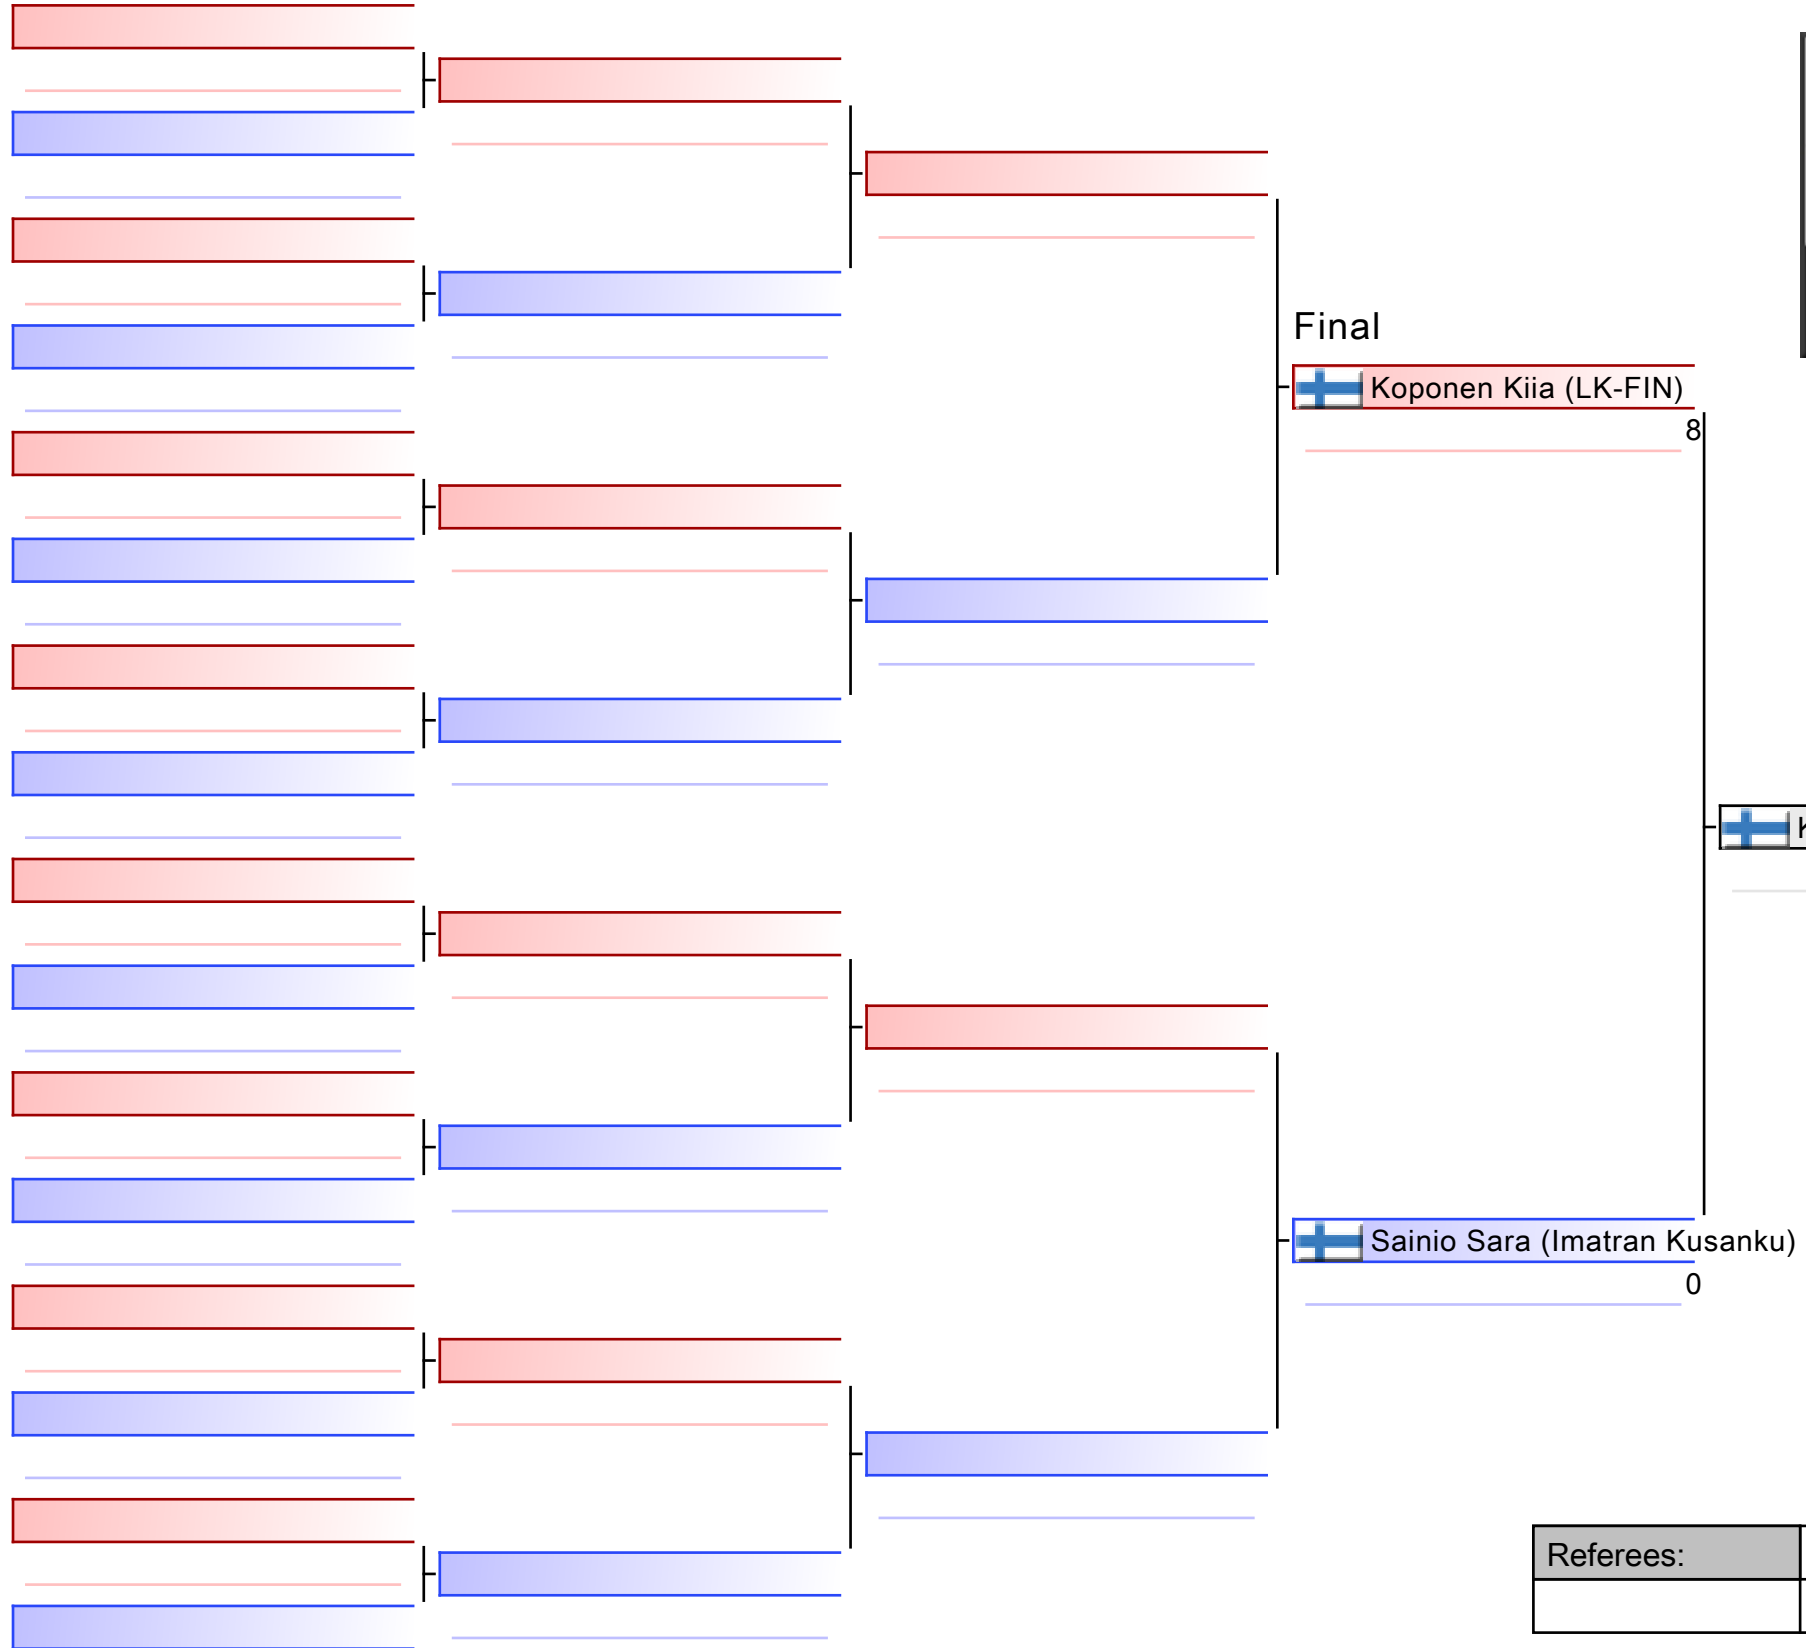 Final
Koponen Kiia (LK-FIN)
8
K
Sainio Sara (Imatran Kusanku)
0
Referees: